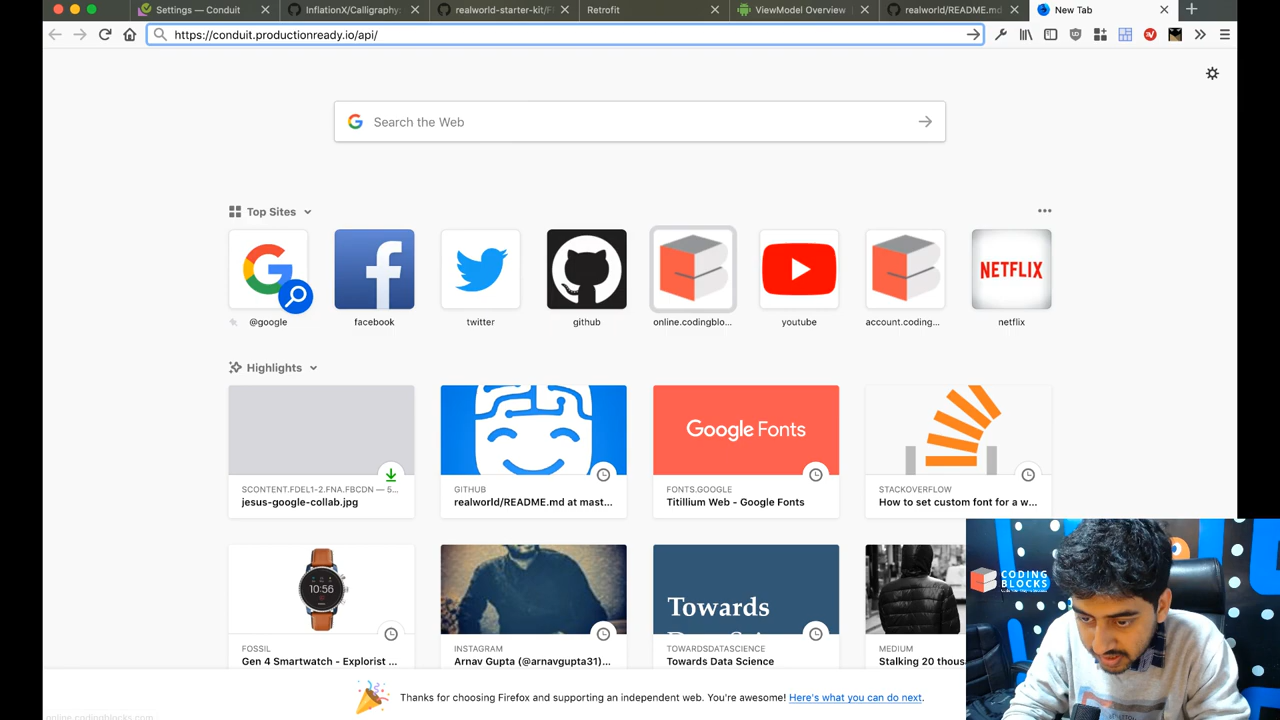 Settings — Conduit
InflationX/Calligraphy:
realworld-starter-kit/F
Retrofit
ViewModel Overview
realworld/README.md
New Tab
https://conduit.productionready.io/api/
Search the Web
Top Sites
@google
facebook
twitter
github
online.codingblo...
youtube
account.coding...
NETFLIX
netflix
Highlights
SCONTENT.FDEL1-2.FNA.FBCDN — 5...
jesus-google-collab.jpg
GITHUB
realworld/README.md at mast...
Google Fonts
FONTS.GOOGLE
Titillium Web - Google Fonts
STACKOVERFLOW
How to set custom font for a w...
10:56
FOSSIL
Gen 4 Smartwatch - Explorist ...
INSTAGRAM
Arnav Gupta (@arnavgupta31)...
Towards
TOWARDSDATASCIENCE
Towards Data Science
MEDIUM
Stalking 20 thous
CODING
BLOCKS
Thanks for choosing Firefox and supporting an independent web. You're awesome! Here's what you can do next.
online.codingblocks.com